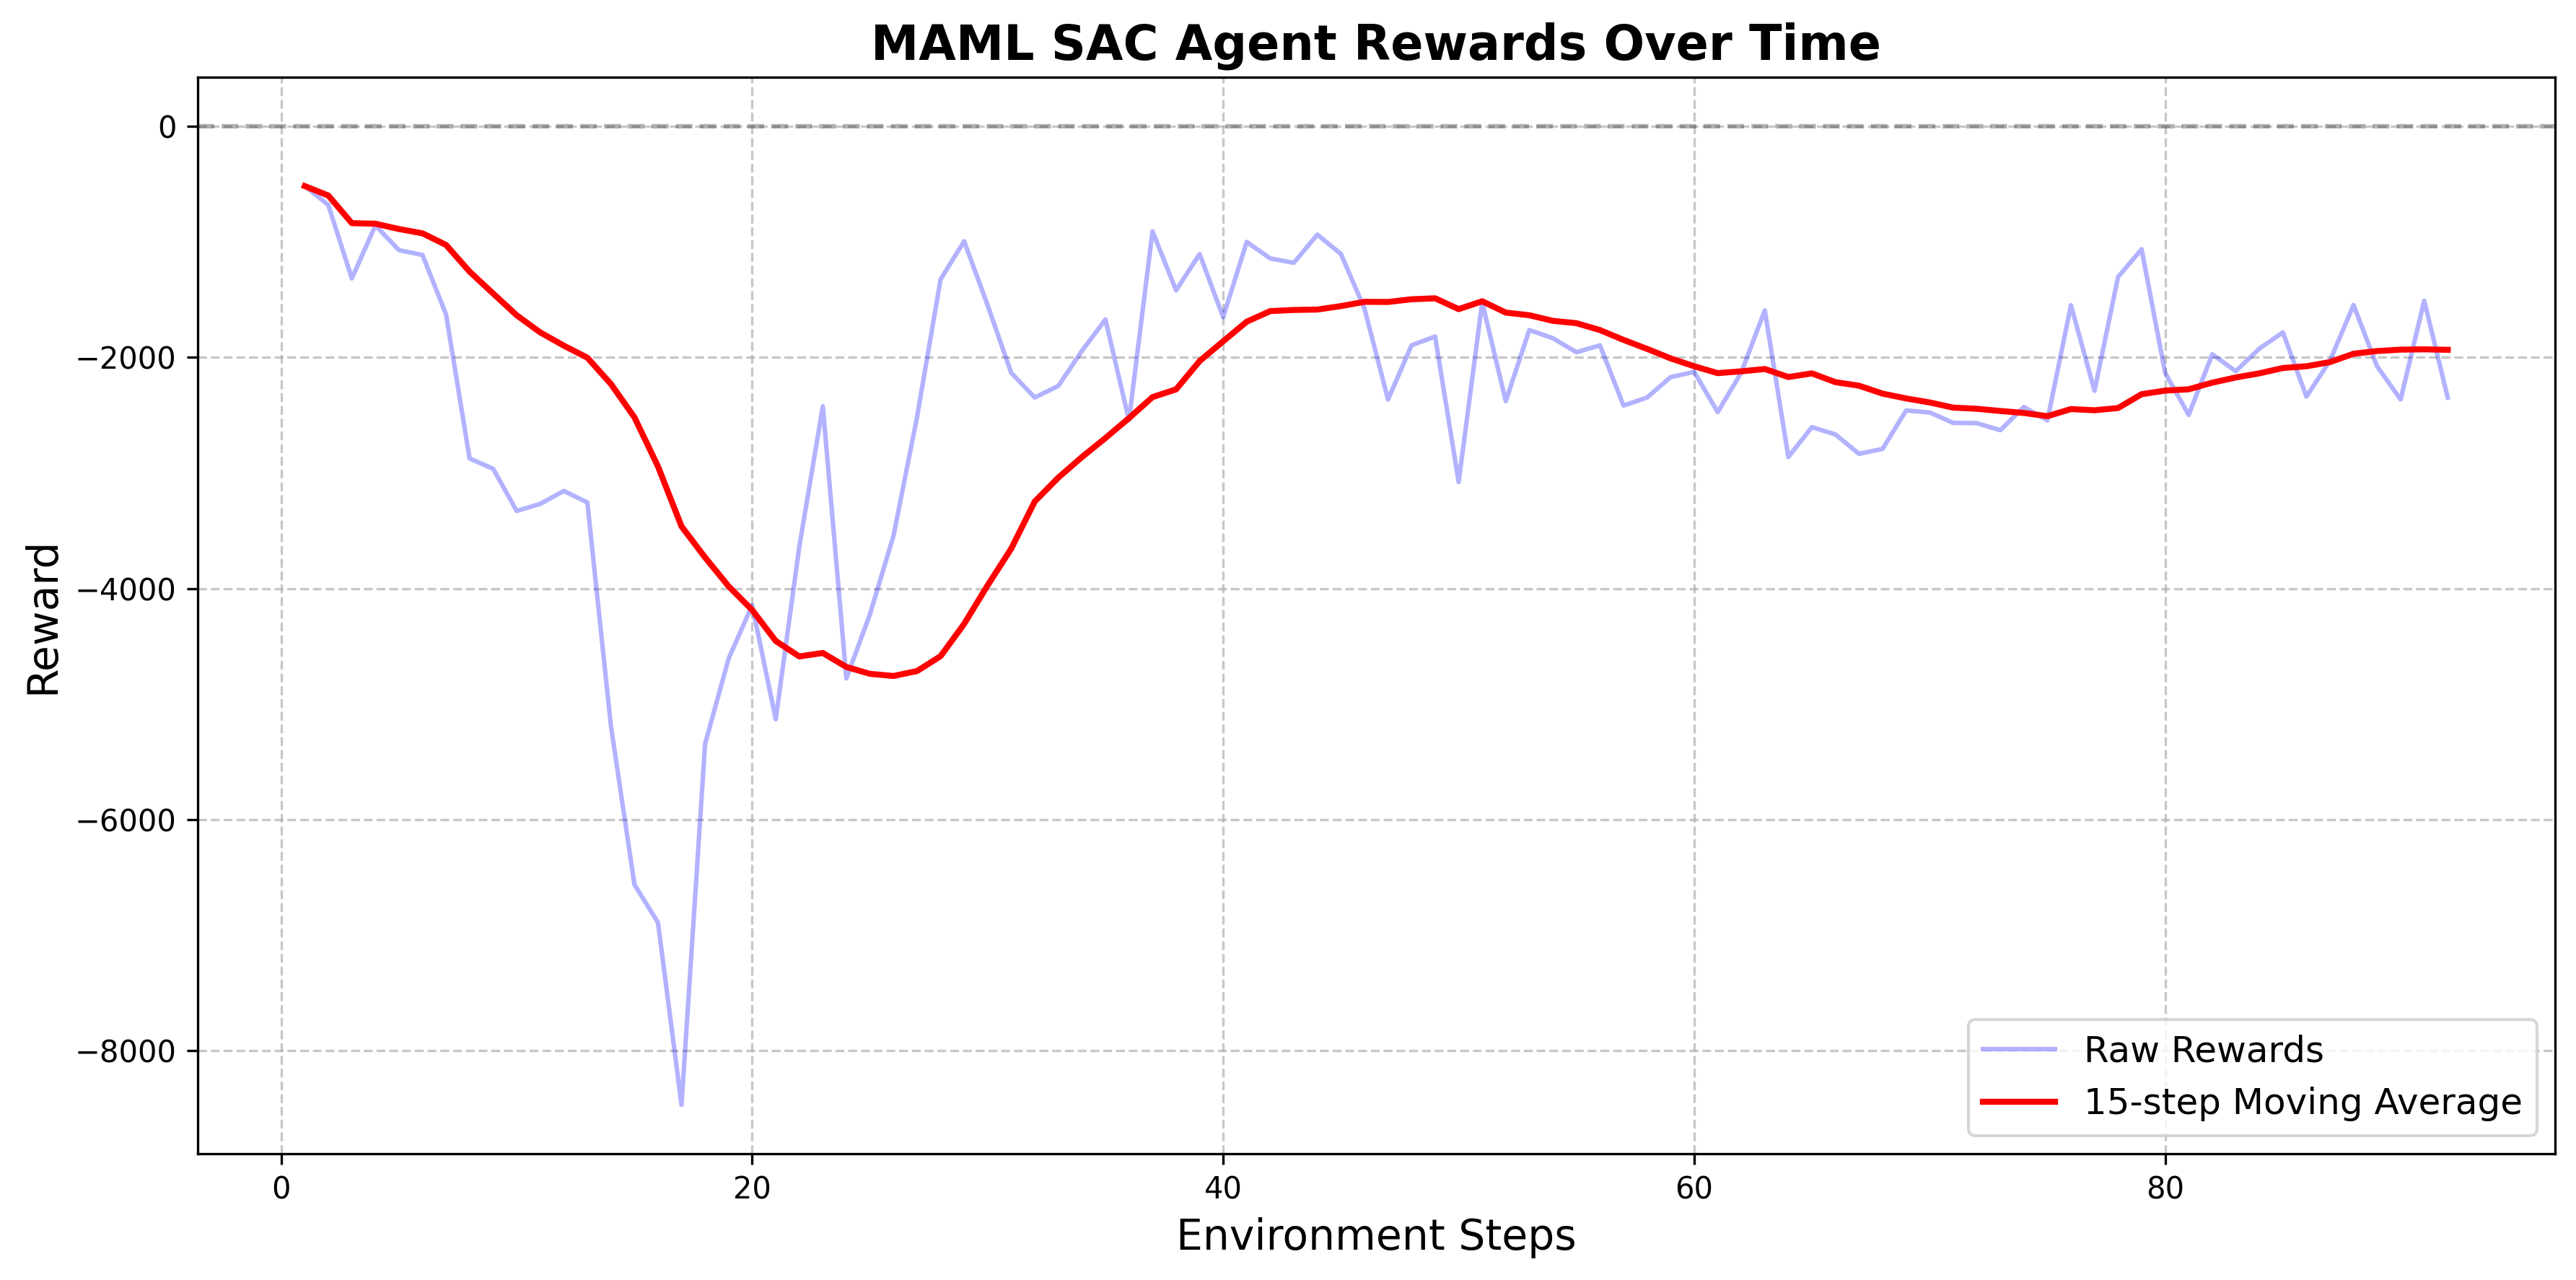 MAML SAC Agent Rewards Over Time
Reward
0
−2000
−4000
−6000
−8000
0 20 40 60 80
Environment Steps
Raw Rewards
15-step Moving Average